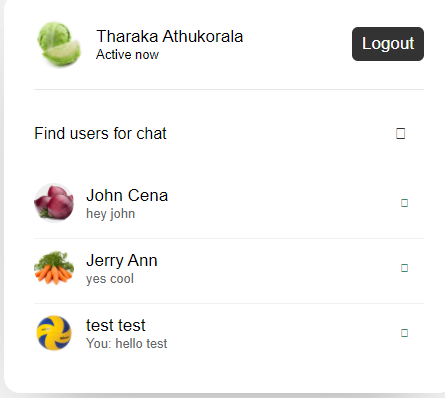 Tharaka Athukorala
Active now
Logout
Find users for chat
John Cena
hey john
Jerry Ann
yes cool
test test
You: hello test